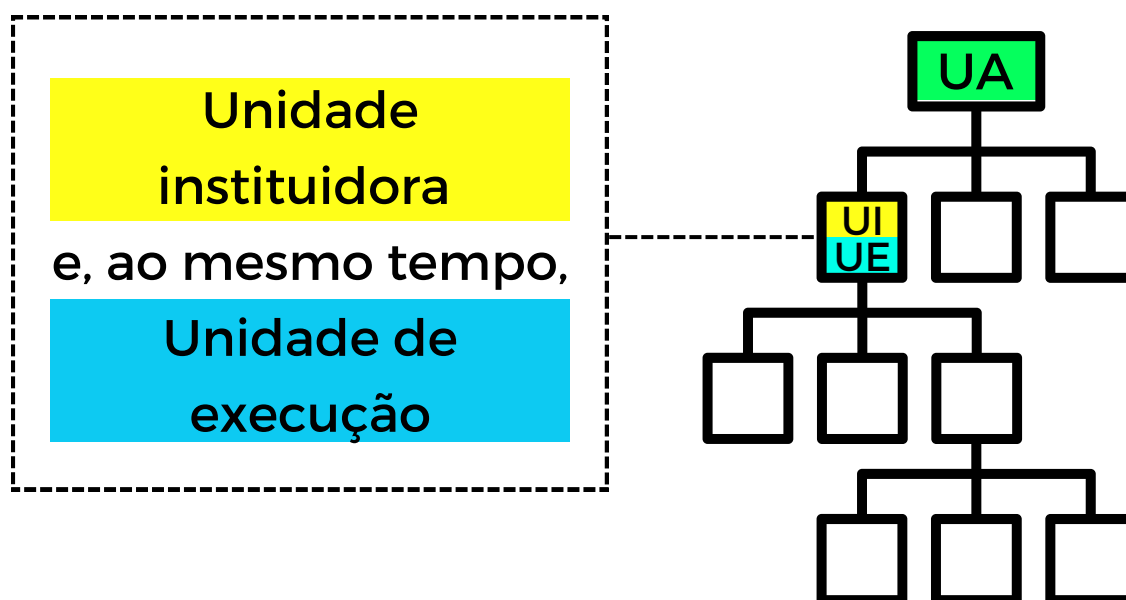 Unidade
instituidora
e, ao mesmo tempo,
Unidade de
execução
UA
UI
UE